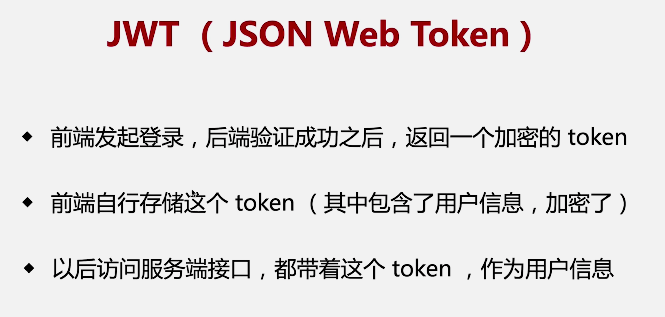 JWT （JSON Web Token）
◆ 前端发起登录，后端验证成功之后，返回一个加密的 token
◆ 前端自行存储这个 token（其中包含了用户信息，加密了）
◆ 以后访问服务端接口，都带着这个 token ，作为用户信息